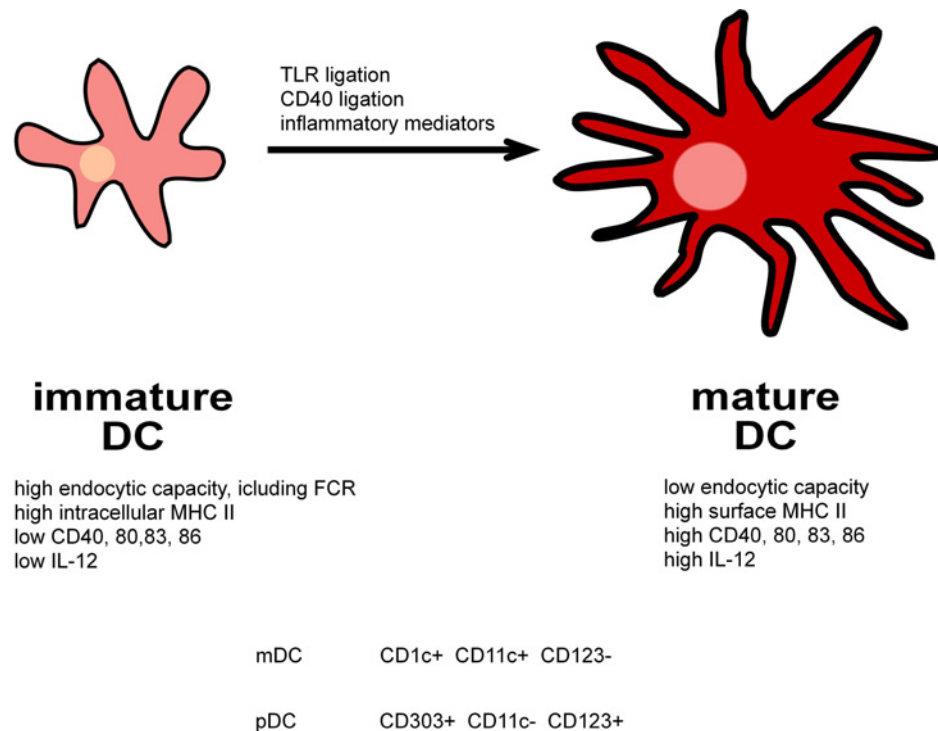 TLR ligation
CD40 ligation
inflammatory mediators
immature
DC
high endocytic capacity, icluding FCR
high intracellular MHC II
low CD40, 80,83, 86
low IL-12
mature
DC
low endocytic capacity
high surface MHC II
high CD40, 80, 83, 86
high IL-12
mDC CD1c+ CD11c+ CD123-
pDC CD303+ CD11c- CD123+